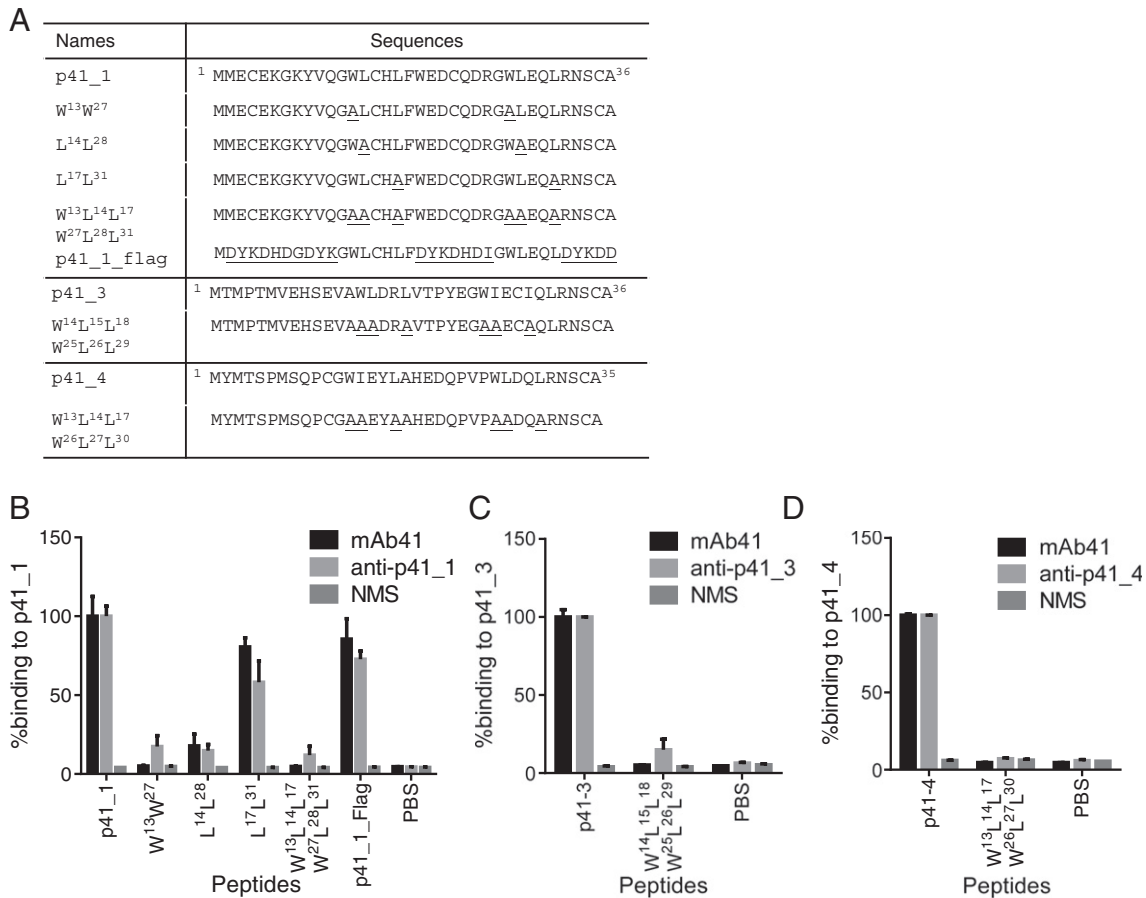 A
Names Sequences
p41_1 1 MMECEKGKYVQGWLCHLFWEDCQDRGWLEQLRNSCA36
W13W27 MMECEKGKYVQGALCHLFWEDCQDRGALEQLRNSCA
L14L28 MMECEKGKYVQGWACHLFWEDCQDRGWAEQLRNSCA
L17L31 MMECEKGKYVQGWLCHAFWEDCQDRGWLEQARNSCA
W13L14L17 MMECEKGKYVQGAACHAFWEDCQDRGAAEQARNSCA
W27L28L31
p41_1_flag MDYKDHDGDYKGWLCHLFDYKDHDIGWLEQLDYKDD
p41_3 1 MTMPTMVEHSEVAWLDRLVTPYEGWIECIQLRNSCA36
W14L15L18 MTMPTMVEHSEVAAADRAVTPYEGAAECAQLRNSCA
W25L26L29
p41_4 1 MYMTSPMSQPCGWIEYLAHEDQPVPWLDQLRNSCA35
W13L14L17 MYMTSPMSQPCGAAEYAAHEDQPVPAADQARNSCA
W26L27L30
B
%binding to p41_1
150
100
50
0
mAb41
anti-p41_1
NMS
p41_1
W13W27
L14L28
L17L31
W13L14L17
W27L28L31
p41_1_Flag
PBS
Peptides
C
%binding to p41_3
150
100
50
0
mAb41
anti-p41_3
NMS
p41-3
W14L15L18
W25L26L29
PBS
Peptides
D
%binding to p41_4
150
100
50
0
mAb41
anti-p41_4
NMS
p41-4
W13L14L17
W26L27L30
PBS
Peptides